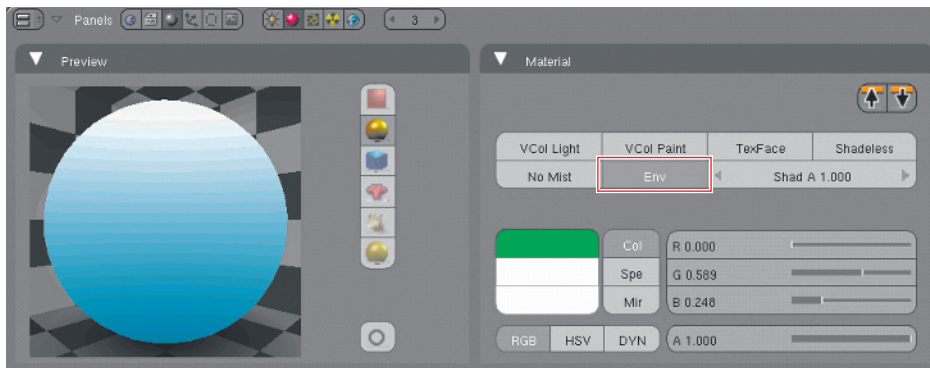 Panels 3
Preview
Material
VCol Light VCol Paint TexFace Shadeless
No Mist Env Shad A 1.000
Col R 0.000
Spe G 0.589
Mir B 0.248
RGB HSV DYN A 1.000